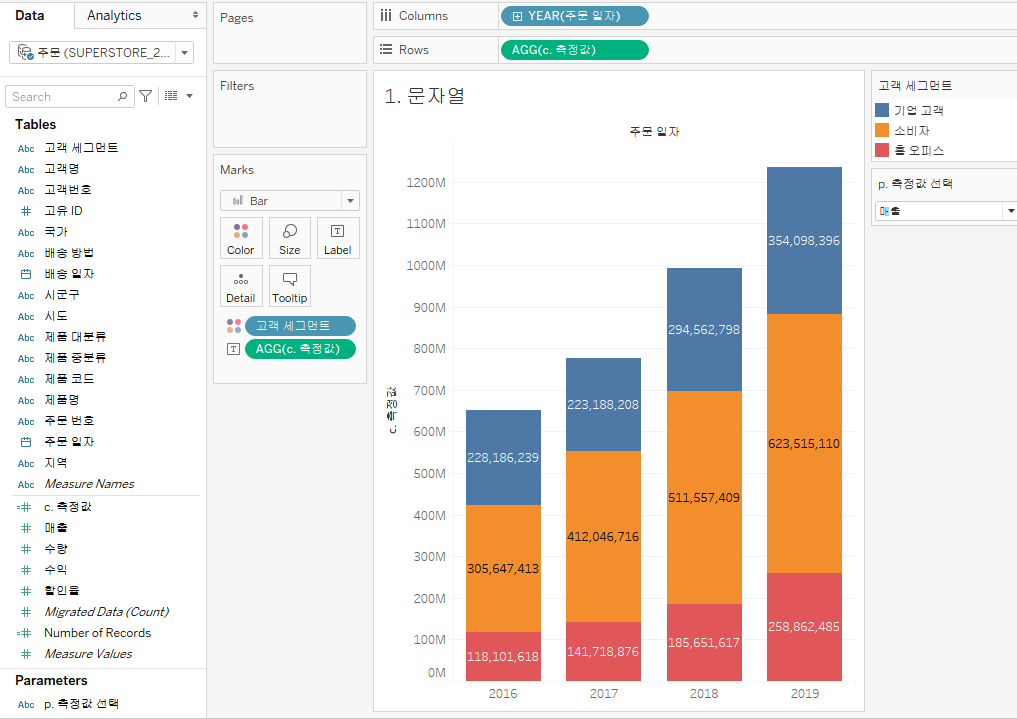 Data
Analytics
주문 (SUPERSTORE_2...
Search
Tables
Abc 고객 세그먼트
Abc 고객명
Abc 고객번호
# 고유 ID
Abc 국가
Abc 배송 방법
배송 일자
Abc 시군구
Abc 시도
Abc 제품 대분류
Abc 제품 중분류
Abc 제품 코드
Abc 제품명
Abc 주문 번호
주문 일자
Abc 지역
Abc Measure Names
=# c. 측정값
# 매출
# 수량
# 수익
# 할인율
# Migrated Data (Count)
=# Number of Records
# Measure Values
Parameters
Abc p. 측정값 선택
Pages
Filters
Marks
Bar
Color
Size
T
Label
Detail
Tooltip
고객 세그먼트
T AGG(c. 측정값)
Columns
YEAR(주문 일자)
Rows
AGG(c. 측정값)
1. 문자열
주문 일자
c. 측정값
1200M
1100M
1000M
900M
800M
700M
600M
500M
400M
300M
200M
100M
0M
228,186,239
305,647,413
118,101,618
223,188,208
412,046,716
141,718,876
294,562,798
511,557,409
185,651,617
354,098,396
623,515,110
258,862,485
2016
2017
2018
2019
고객 세그먼트
기업 고객
소비자
홈 오피스
p. 측정값 선택
매출